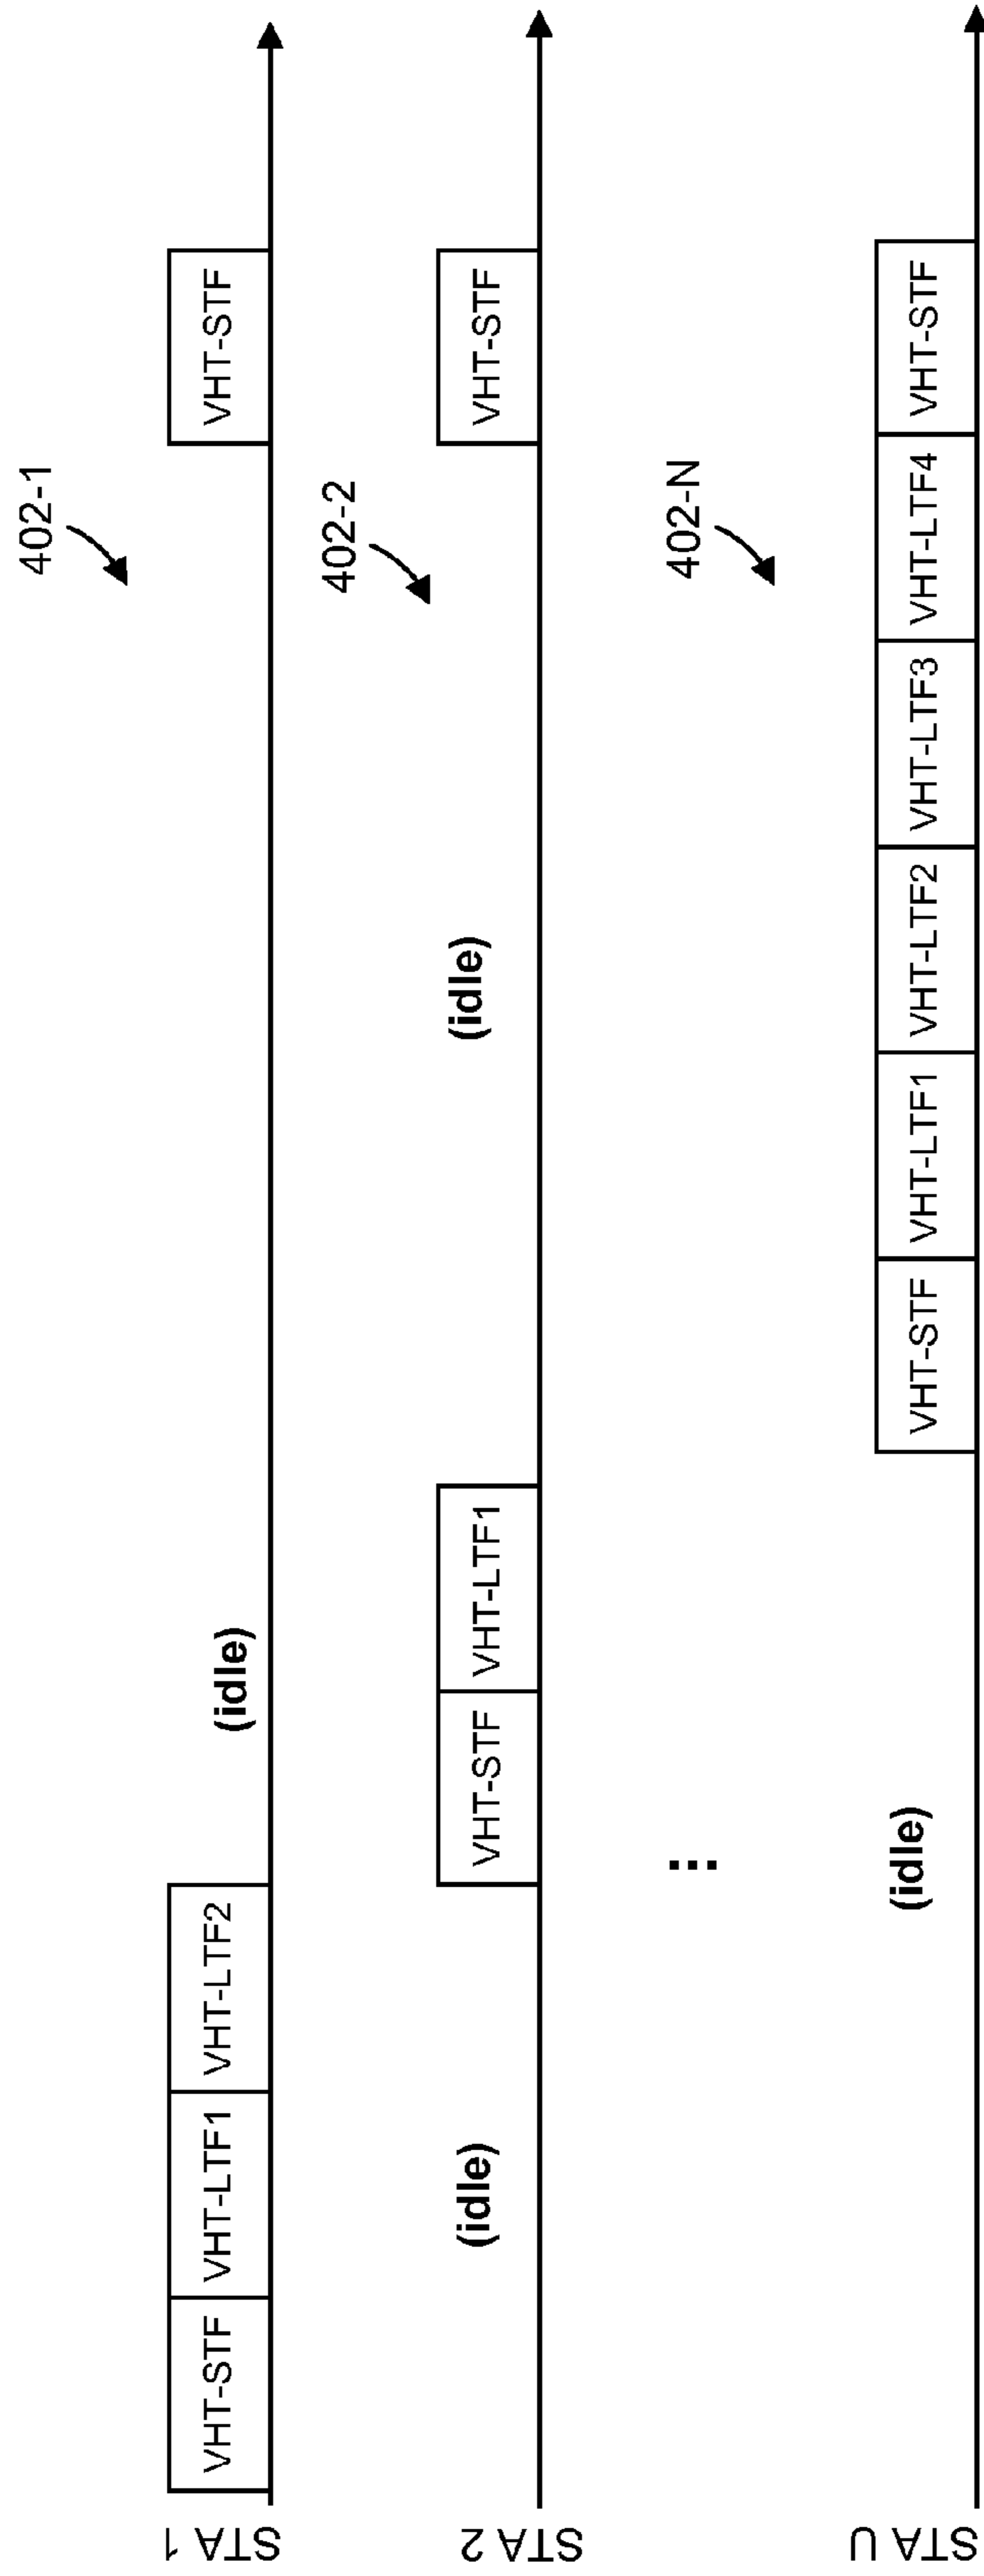 402-1
STA 1
VHT-STF
VHT-LTF1
VHT-LTF2
(idle)
VHT-STF
402-2
STA 2
(idle)
VHT-STF
VHT-LTF1
(idle)
VHT-STF
...
402-N
STA U
(idle)
VHT-STF
VHT-LTF1
VHT-LTF2
VHT-LTF3
VHT-LTF4
VHT-STF